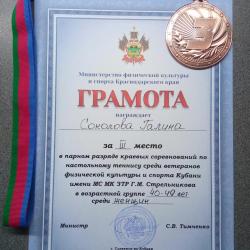 Министерство физической культуры
и спорта Краснодарского края
ГРАМОТА
награждает
Соколова Галина
за III место
в парном разряде краевых соревнований по
настольному теннису среди ветеранов
физической культуры и спорта Кубани
имени МС МК ЗТР Г.М. Стрельникова
в возрастной группе 40-49 лет
среди женщин
Министр С.В. Тимченко